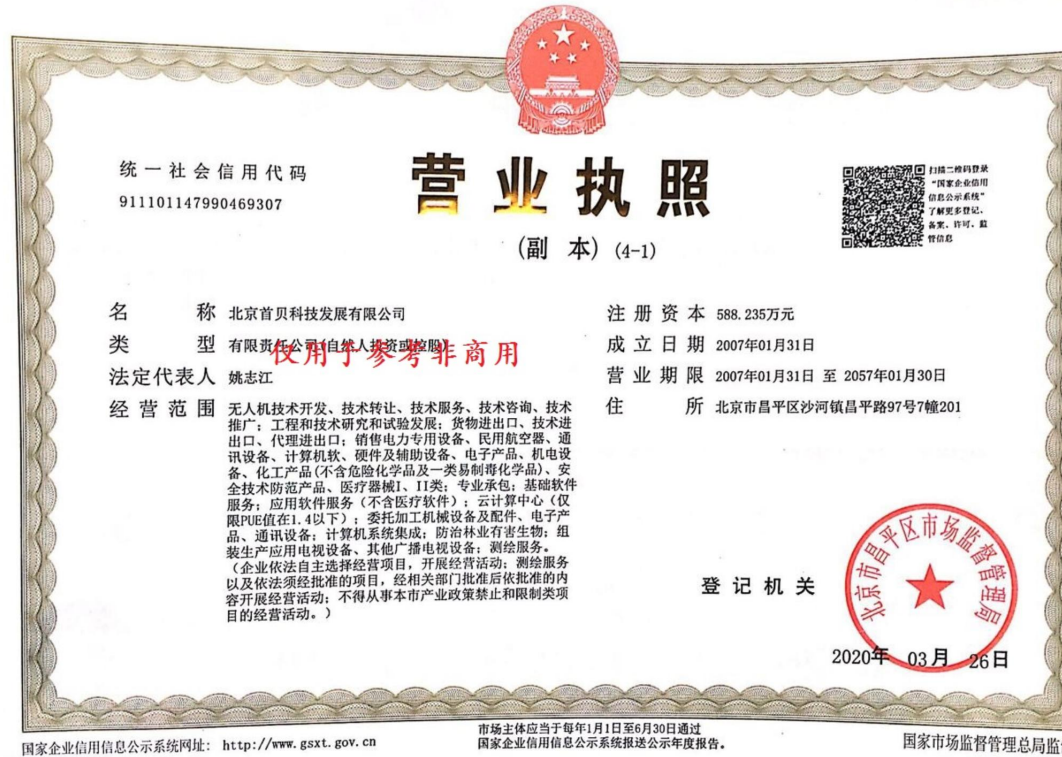 统一社会信用代码
911101147990469307
营业执照
(副 本) (4-1)
扫描二维码登录
“国家企业信用
信息公示系统”
了解更多登记、
备案、许可、监
管信息
名 称 北京首贝科技发展有限公司
类 型 有限责任公司(自然人投资或控股)
仅用于参考非商用
法定代表人 姚志江
经营范围 无人机技术开发、技术转让、技术服务、技术咨询、技术
推广；工程和技术研究和试验发展；货物进出口、技术进
出口、代理进出口；销售电力专用设备、民用航空器、通
讯设备、计算机软、硬件及辅助设备、电子产品、机电设
备、化工产品(不含危险化学品及一类易制毒化学品)、安
全技术防范产品、医疗器械I、II类；专业承包；基础软件
服务；应用软件服务（不含医疗软件）；云计算中心（仅
限PUE值在1.4以下）；委托加工机械设备及配件、电子产
品、通讯设备；计算机系统集成；防治林业有害生物；组
装生产应用电视设备、其他广播电视设备；测绘服务。
（企业依法自主选择经营项目，开展经营活动；测绘服务
以及依法须经批准的项目，经相关部门批准后依批准的内
容开展经营活动；不得从事本市产业政策禁止和限制类项
目的经营活动。）
注册资本 588.235万元
成立日期 2007年01月31日
营业期限 2007年01月31日 至 2057年01月30日
住 所 北京市昌平区沙河镇昌平路97号7幢201
登记机关
北京市昌平区市场监督管理局
2020年 03月 26日
国家企业信用信息公示系统网址: http://www.gsxt.gov.cn
市场主体应当于每年1月1日至6月30日通过
国家企业信用信息公示系统报送公示年度报告。
国家市场监督管理总局监